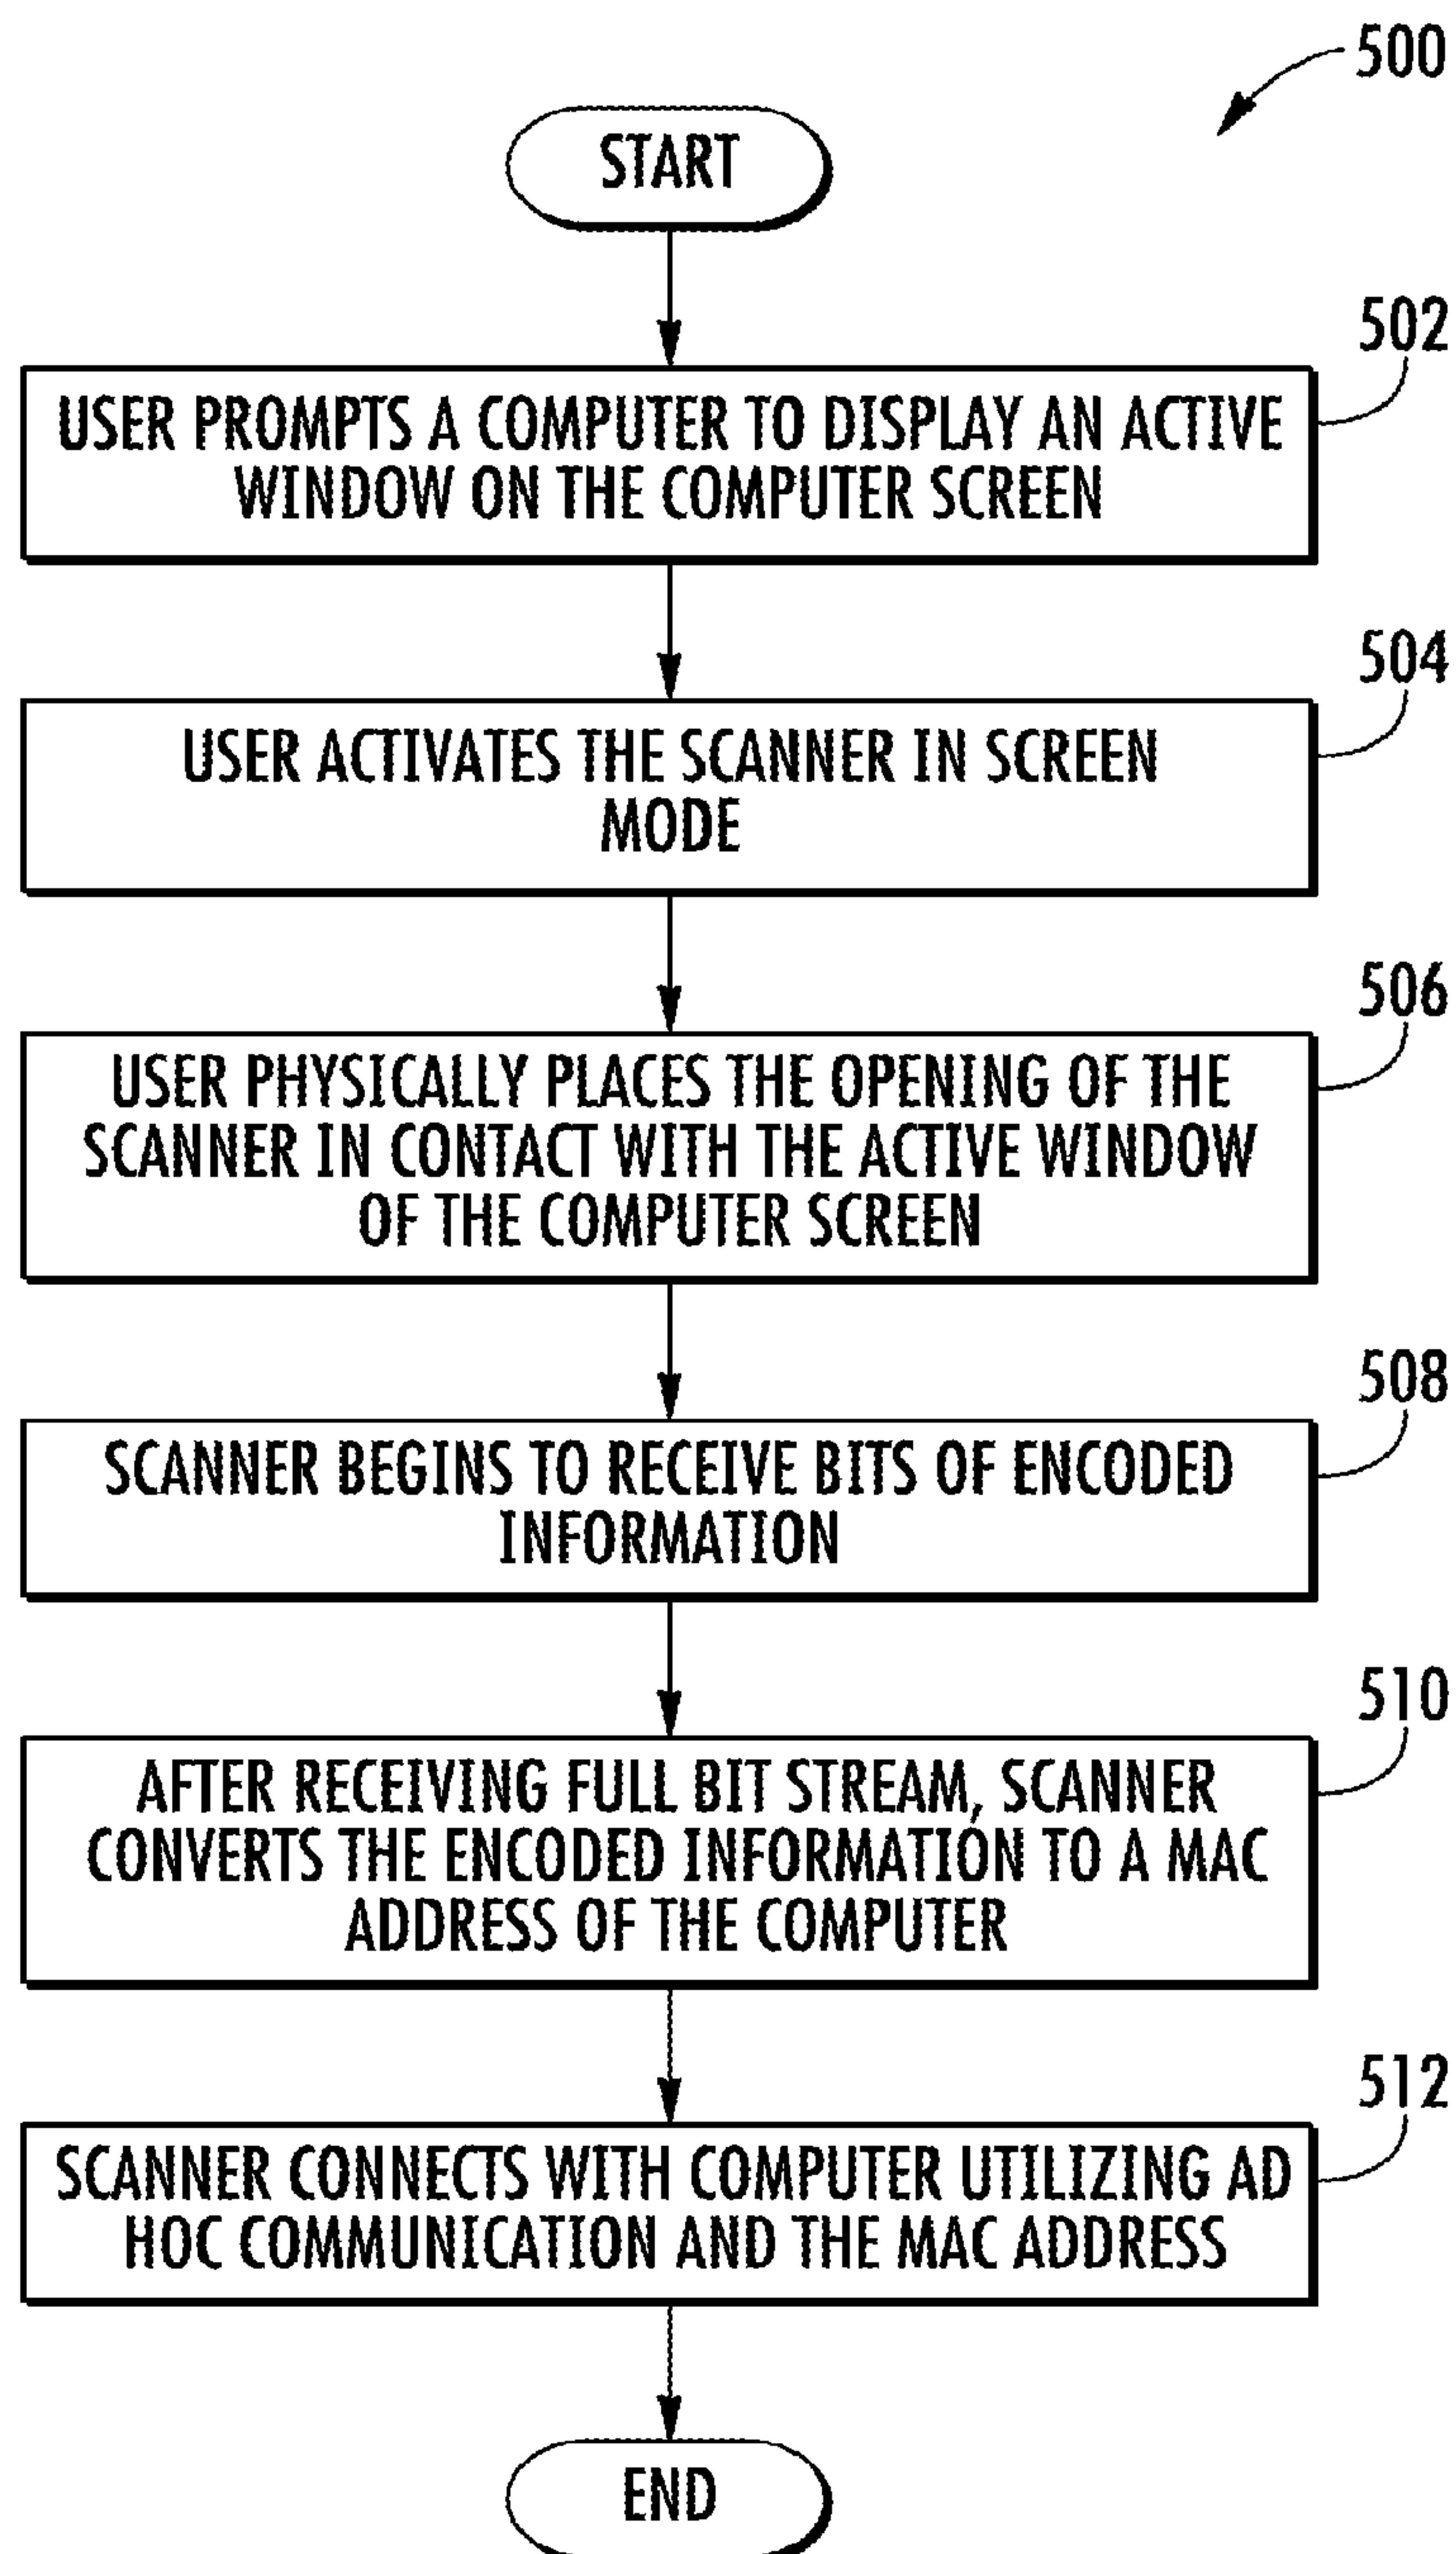 500
START
502
USER PROMPTS A COMPUTER TO DISPLAY AN ACTIVE
WINDOW ON THE COMPUTER SCREEN
504
USER ACTIVATES THE SCANNER IN SCREEN
MODE
506
USER PHYSICALLY PLACES THE OPENING OF THE
SCANNER IN CONTACT WITH THE ACTIVE WINDOW
OF THE COMPUTER SCREEN
508
SCANNER BEGINS TO RECEIVE BITS OF ENCODED
INFORMATION
510
AFTER RECEIVING FULL BIT STREAM, SCANNER
CONVERTS THE ENCODED INFORMATION TO A MAC
ADDRESS OF THE COMPUTER
512
SCANNER CONNECTS WITH COMPUTER UTILIZING AD
HOC COMMUNICATION AND THE MAC ADDRESS
END